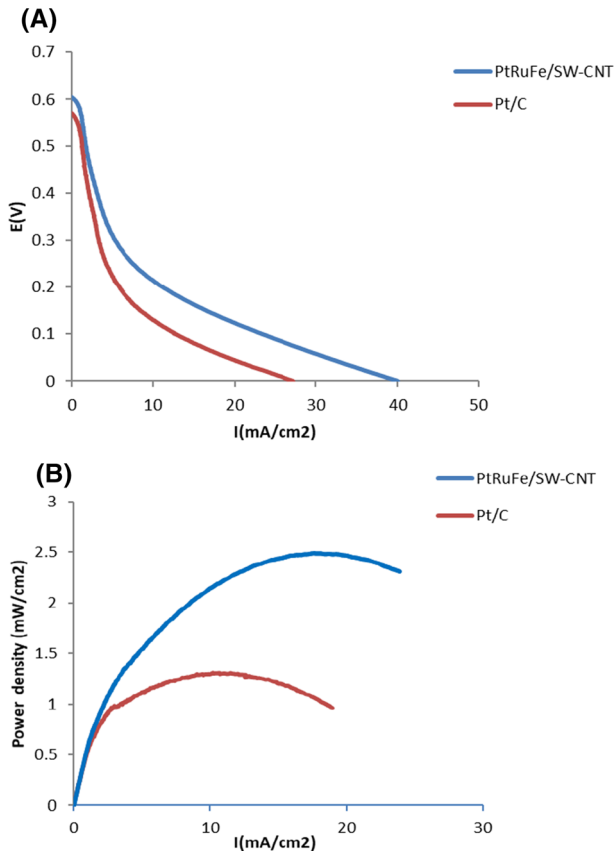 (A)
0.7
0.6
0.5
0.4
0.3
0.2
0.1
0
E(V)
0 10 20 30 40 50
I(mA/cm2)
PtRuFe/SW-CNT
Pt/C
(B)
3
2.5
2
1.5
1
0.5
0
Power density (mW/cm2)
0 10 20 30
I(mA/cm2)
PtRuFe/SW-CNT
Pt/C